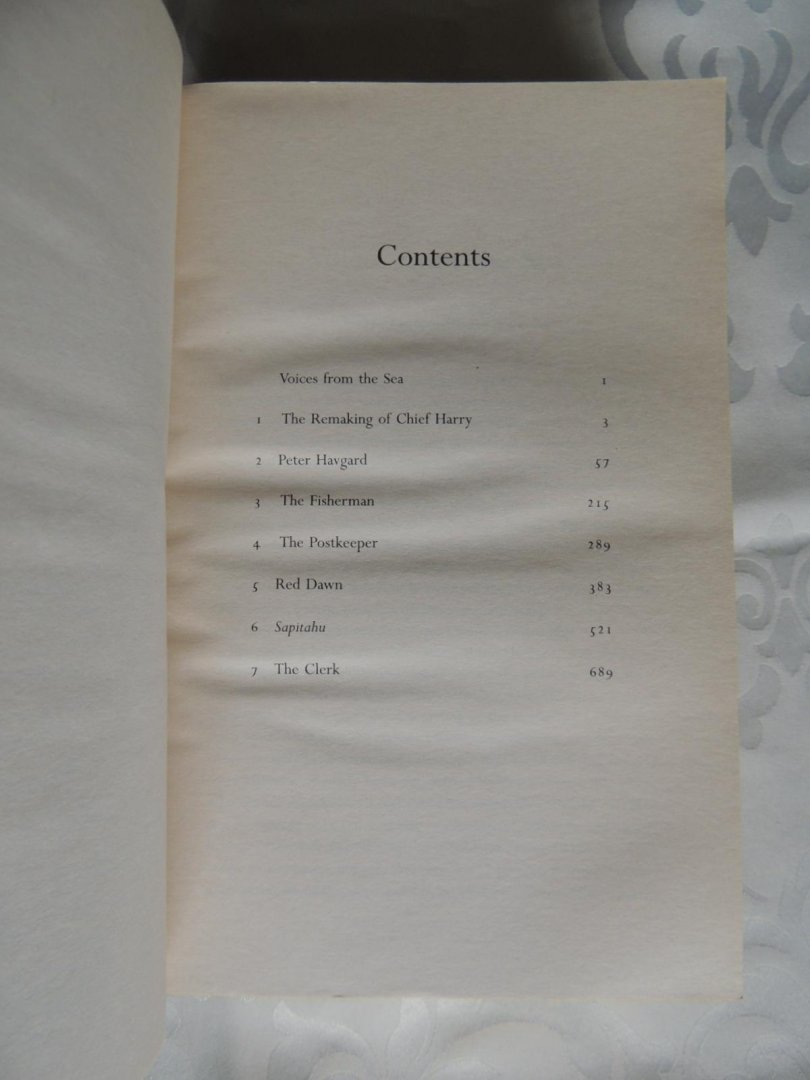 Contents
Voices from the Sea 1
1 The Remaking of Chief Harry 3
2 Peter Havgard 57
3 The Fisherman 215
4 The Postkeeper 289
5 Red Dawn 383
6 Sapitahu 521
7 The Clerk 689